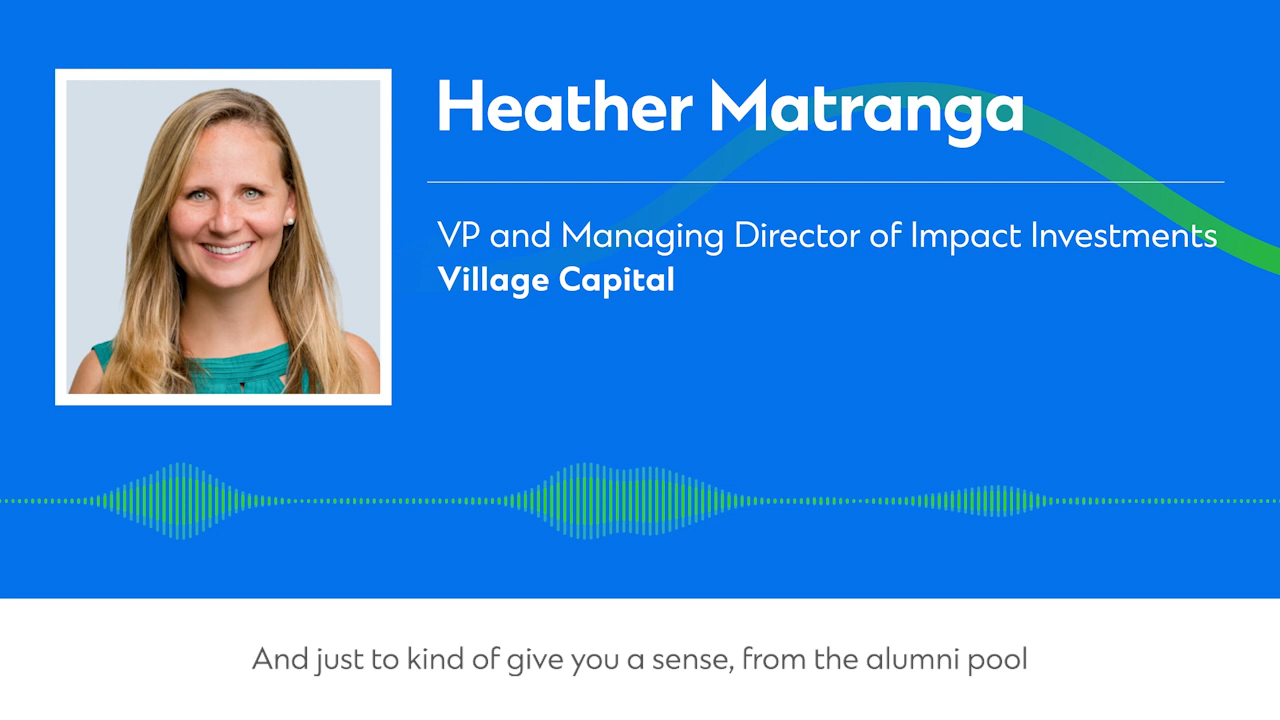 Heather Matranga
VP and Managing Director of Impact Investments
Village Capital
And just to kind of give you a sense, from the alumni pool